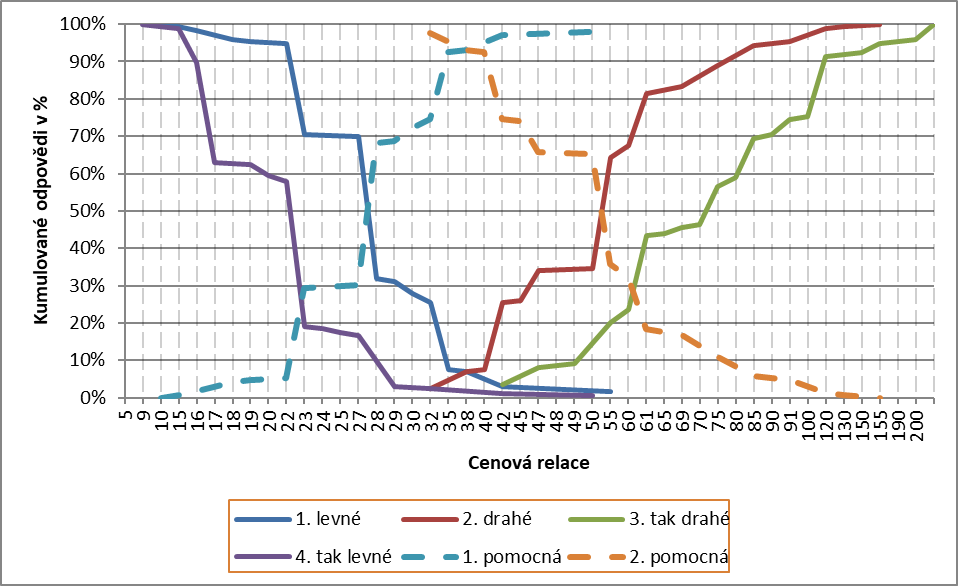 100%
90%
80%
70%
60%
50%
40%
30%
20%
10%
0%
Kumulované odpovědi v %
5 9 10 15 16 17 18 19 20 22 23 24 25 27 28 29 30 32 35 38 40 42 45 47 48 49 50 55 60 61 65 69 70 75 80 85 90 91 100 120 130 150 155 190 200
Cenová relace
1. levné 2. drahé 3. tak drahé
4. tak levné 1. pomocná 2. pomocná